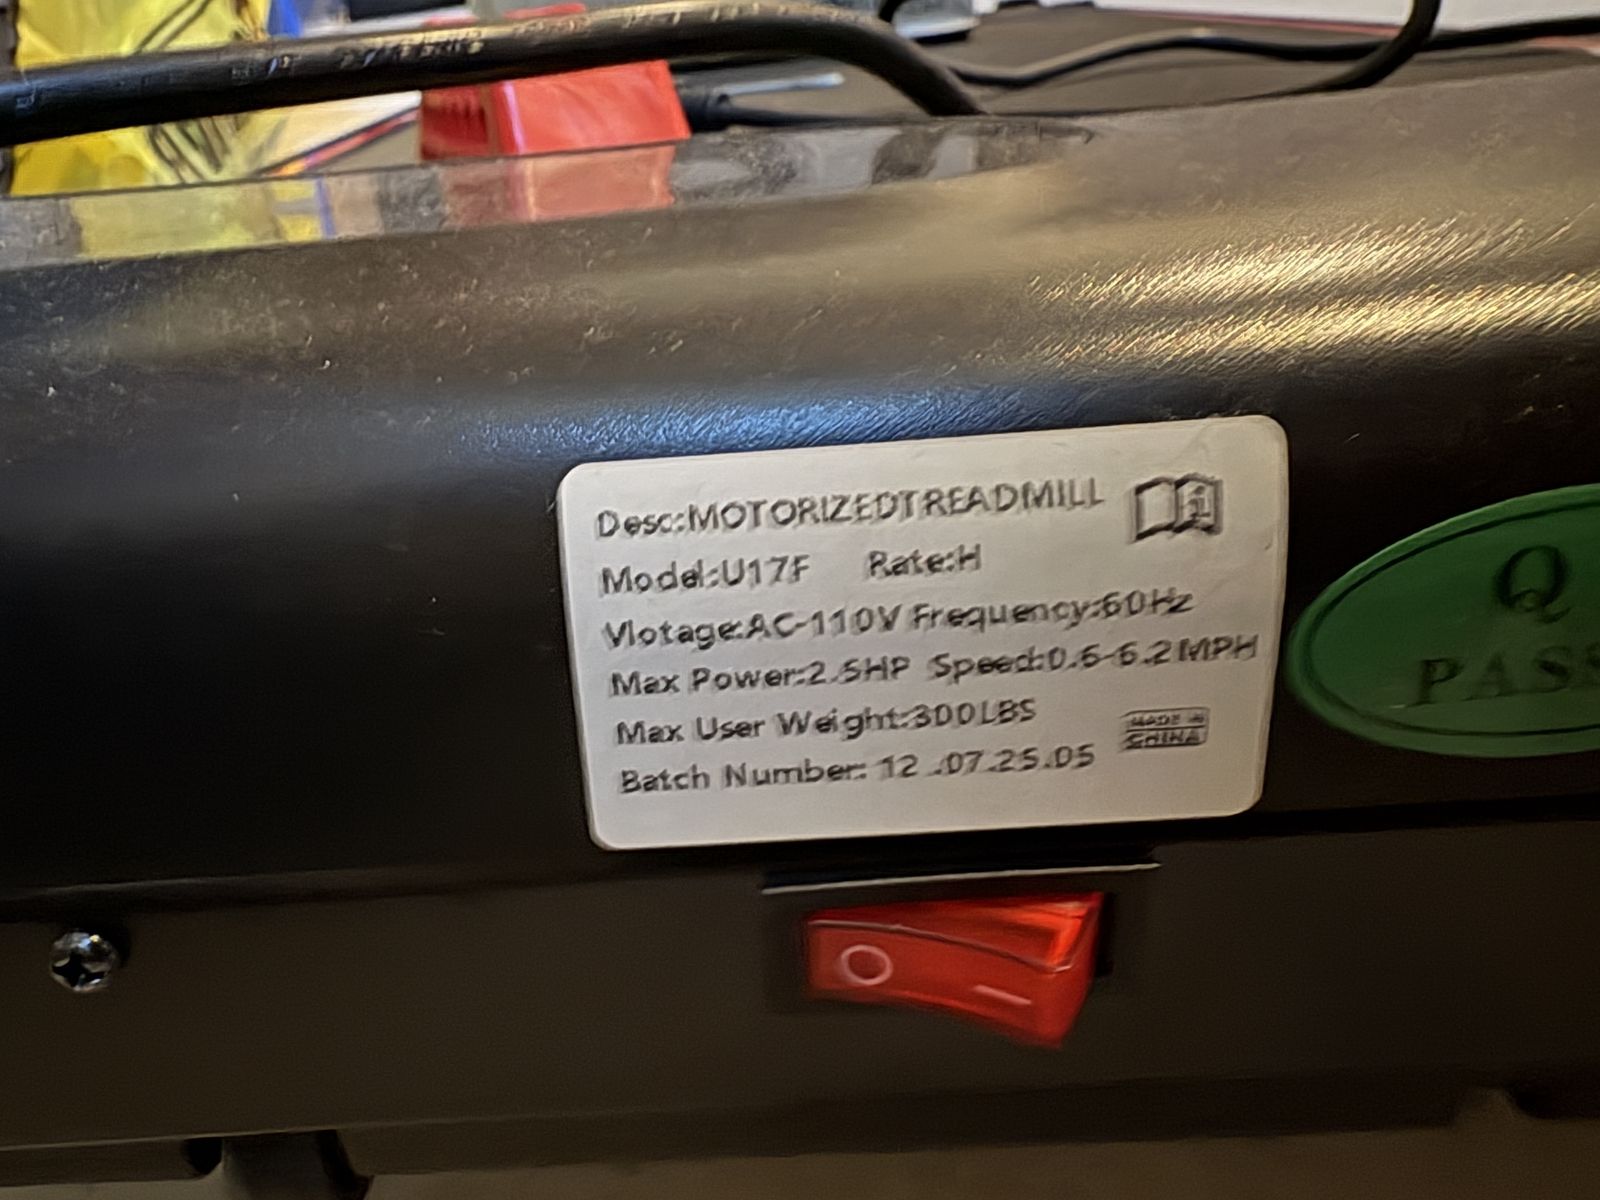 Desc:MOTORIZEDTREADMILL
Model:U17F Rate:H
Vlotage:AC-110V Frequency:60Hz
Max Power:2.5HP Speed:0.6-6.2MPH
Max User Weight:300LBS
MADE IN
CHINA
Batch Number: 12 .07.25.05
Q
PASS